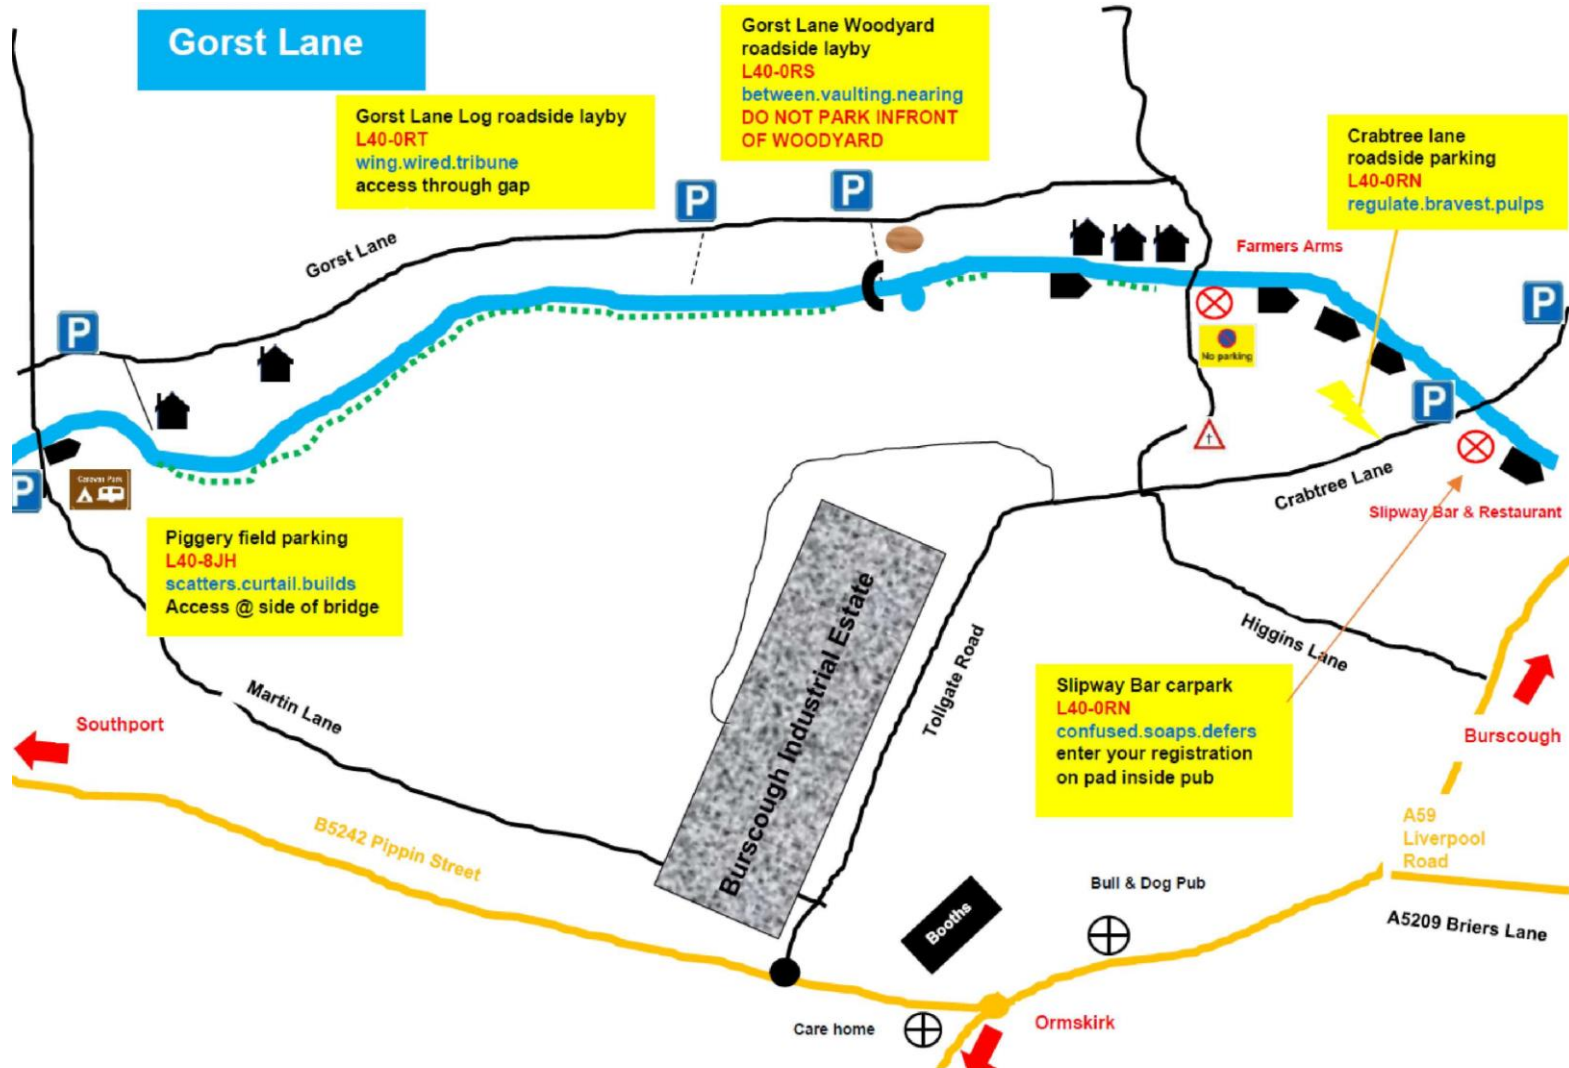 Gorst Lane
Gorst Lane Woodyard
roadside layby
L40-0RS
between.vaulting.nearing
DO NOT PARK INFRONT
OF WOODYARD
Gorst Lane Log roadside layby
L40-0RT
wing.wired.tribune
access through gap
Crabtree lane
roadside parking
L40-0RN
regulate.bravest.pulps
P
P
Gorst Lane
Farmers Arms
P
P
No parking
P
Caravan Park
P
Crabtree Lane
Slipway Bar & Restaurant
Piggery field parking
L40-8JH
scatters.curtail.builds
Access @ side of bridge
Burscough Industrial Estate
Tollgate Road
Higgins Lane
Martin Lane
Southport
Slipway Bar carpark
L40-0RN
confused.soaps.defers
enter your registration
on pad inside pub
Burscough
B5242 Pippin Street
A59
Liverpool
Road
Bull & Dog Pub
Booths
A5209 Briers Lane
Care home
Ormskirk